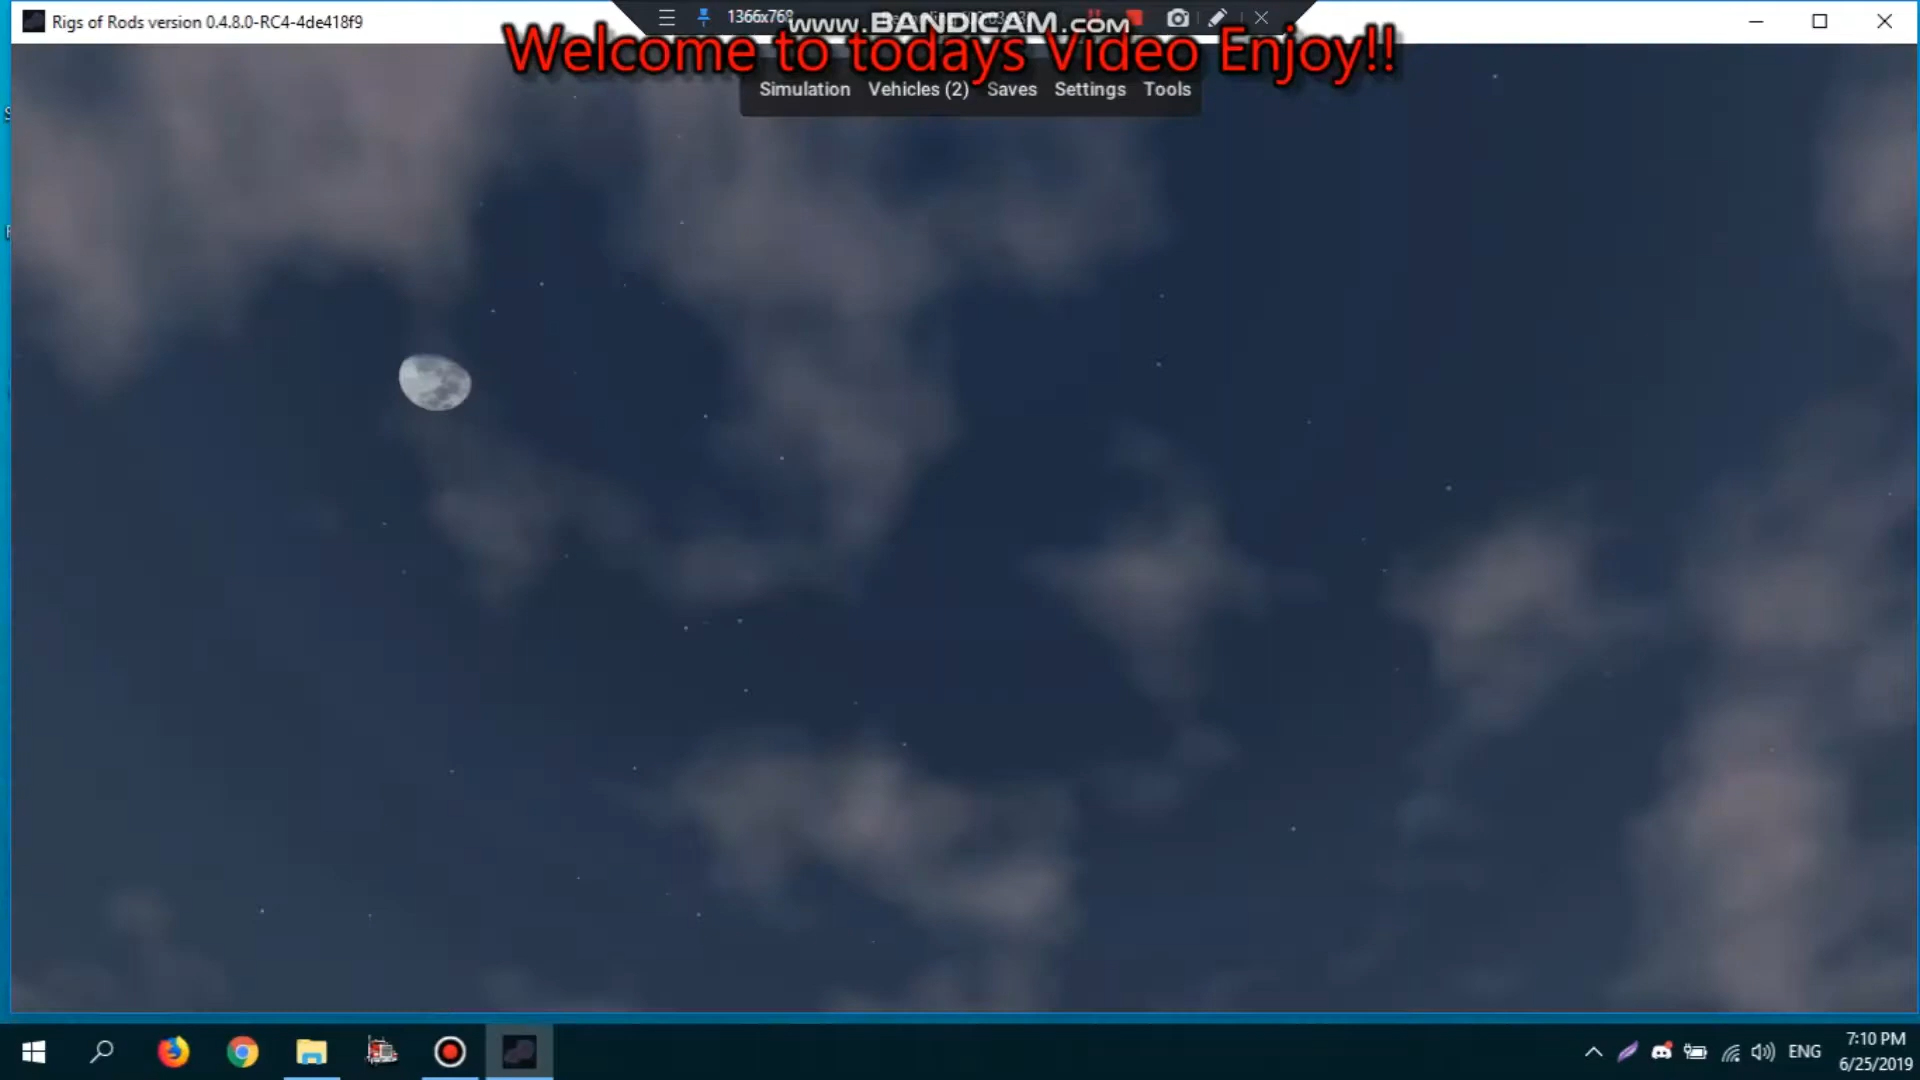 Rigs of Rods version 0.4.8.0-RC4-4de418f9
1366x768
www.BANDICAM.com
Welcome to todays Video Enjoy!!
Simulation Vehicles (2) Saves Settings Tools
ENG
7:10 PM
6/25/2019